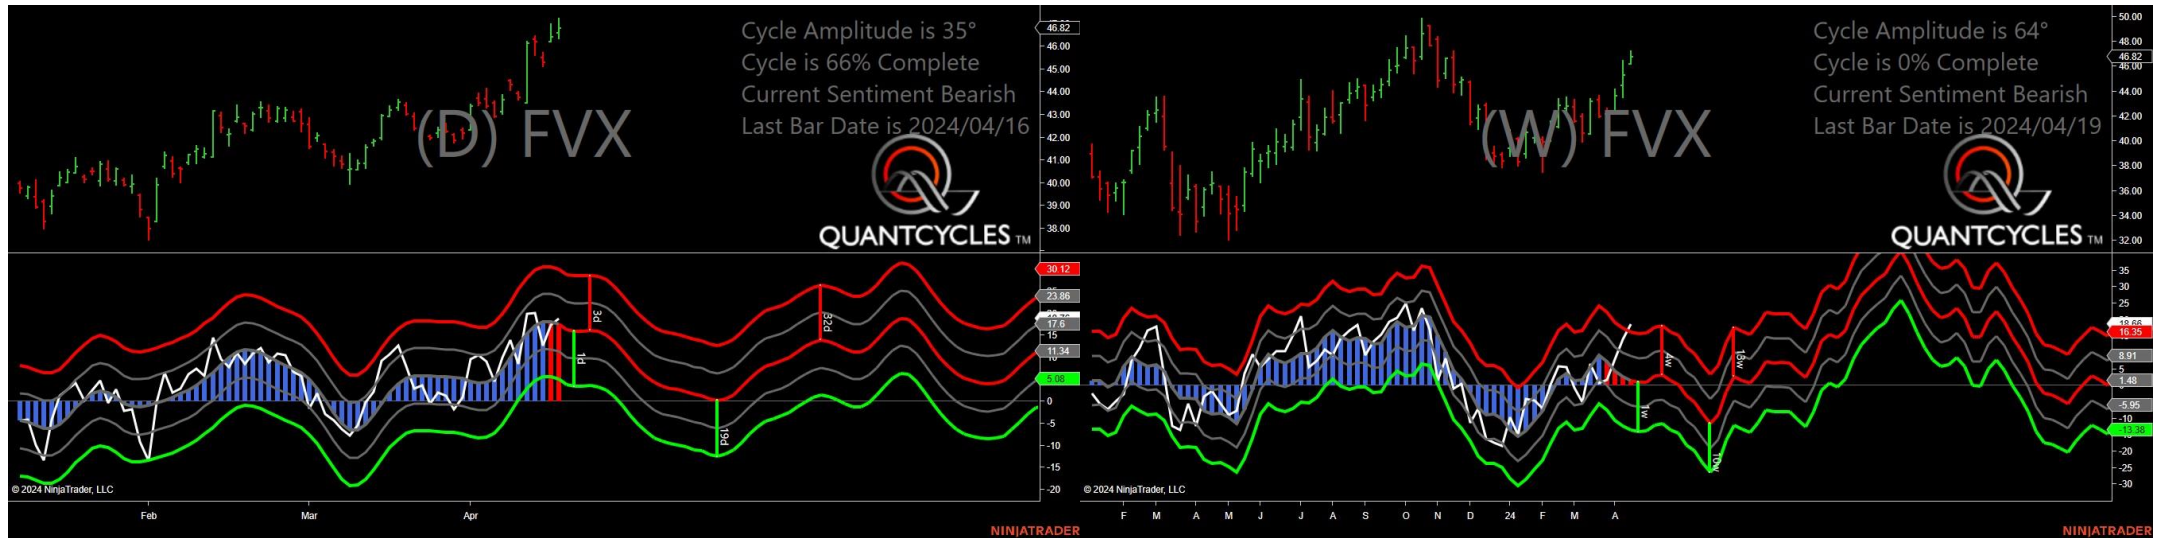 Cycle Amplitude is 35°
Cycle is 66% Complete
Current Sentiment Bearish
Last Bar Date is 2024/04/16
(D) FVX
QUANTCYCLES TM
46.82
46.00
45.00
44.00
43.00
42.00
41.00
40.00
39.00
38.00
30.12
23.86
17.6
15
11.34
5.08
0
-5
-10
-15
-20
3d
1d
19d
32d
© 2024 NinjaTrader, LLC
Feb Mar Apr
NINJATRADER
Cycle Amplitude is 64°
Cycle is 0% Complete
Current Sentiment Bearish
Last Bar Date is 2024/04/19
(W) FVX
QUANTCYCLES TM
50.00
48.00
46.82
46.00
44.00
42.00
40.00
38.00
36.00
34.00
32.00
35
30
25
18.66
16.35
8.91
5
1.48
-5.95
-10
-13.38
-20
-25
-30
4w
1w
10w
13w
© 2024 NinjaTrader, LLC
F M A M J J A S O N D 24 F M A
NINJATRADER